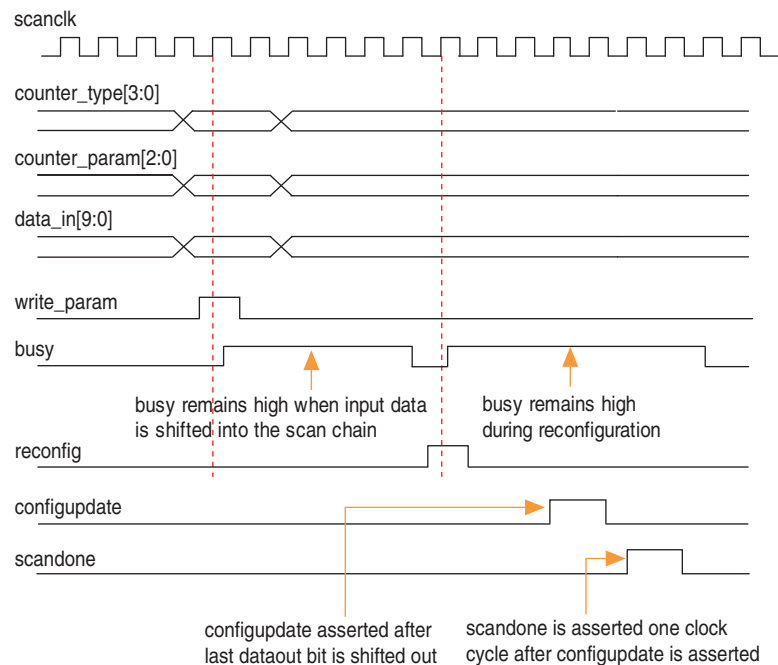 scanclk
counter_type[3:0]
counter_param[2:0]
data_in[9:0]
write_param
busy
busy remains high when input data
is shifted into the scan chain
busy remains high
during reconfiguration
reconfig
configupdate
scandone
configupdate asserted after
last dataout bit is shifted out
scandone is asserted one clock
cycle after configupdate is asserted